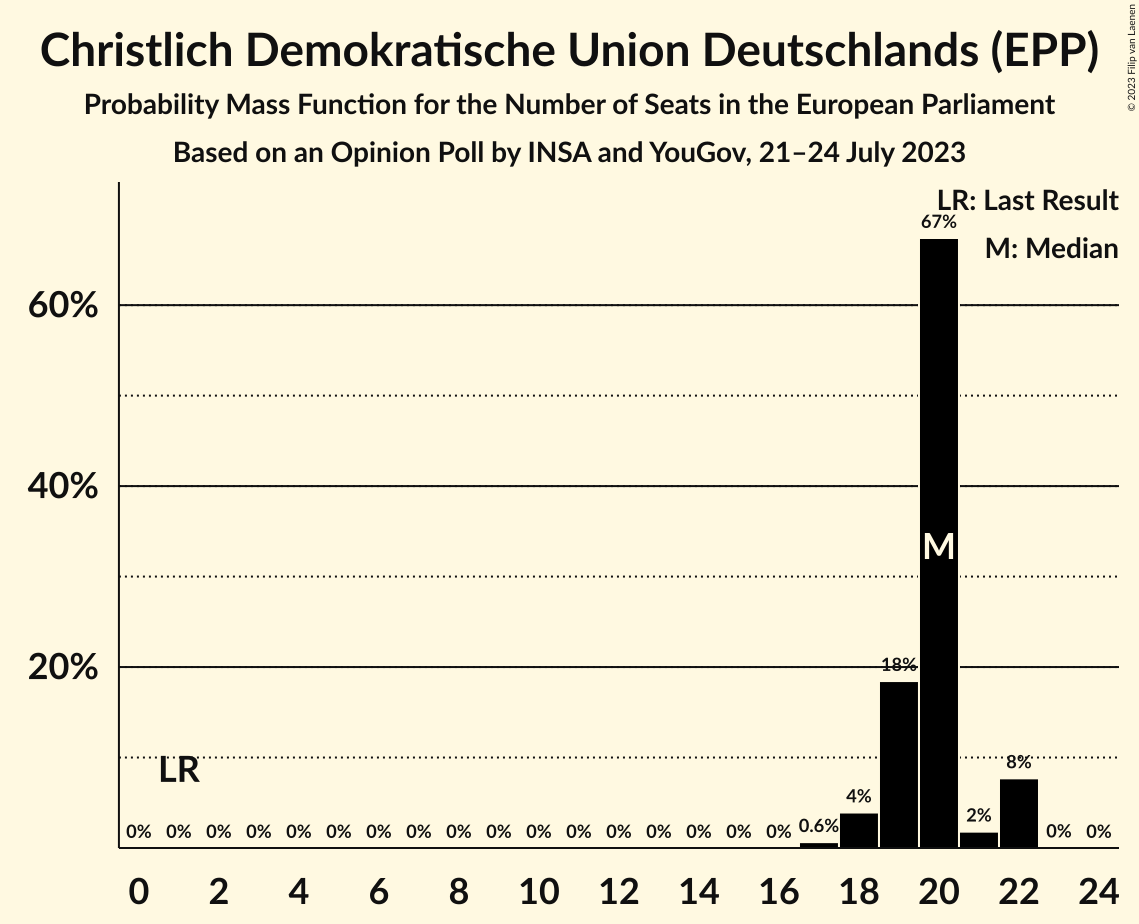 Christlich Demokratische Union Deutschlands (EPP)
Probability Mass Function for the Number of Seats in the European Parliament
Based on an Opinion Poll by INSA and YouGov, 21–24 July 2023
© 2023 Filip van Laenen
LR: Last Result
M: Median
67%
60%
40%
M
20%
18%
LR
8%
4%
2%
0% 0% 0% 0% 0% 0% 0% 0% 0% 0% 0% 0% 0% 0% 0% 0% 0% 0.6% 0% 0%
0 2 4 6 8 10 12 14 16 18 20 22 24